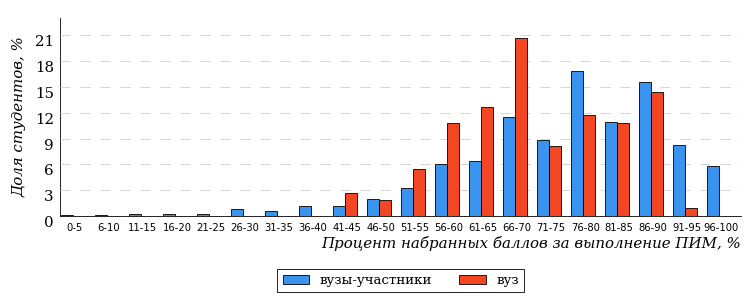 Доля студентов, %
21
18
15
12
9
6
3
0
0-5 6-10 11-15 16-20 21-25 26-30 31-35 36-40 41-45 46-50 51-55 56-60 61-65 66-70 71-75 76-80 81-85 86-90 91-95 96-100
Процент набранных баллов за выполнение ПИМ, %
вузы-участники вуз